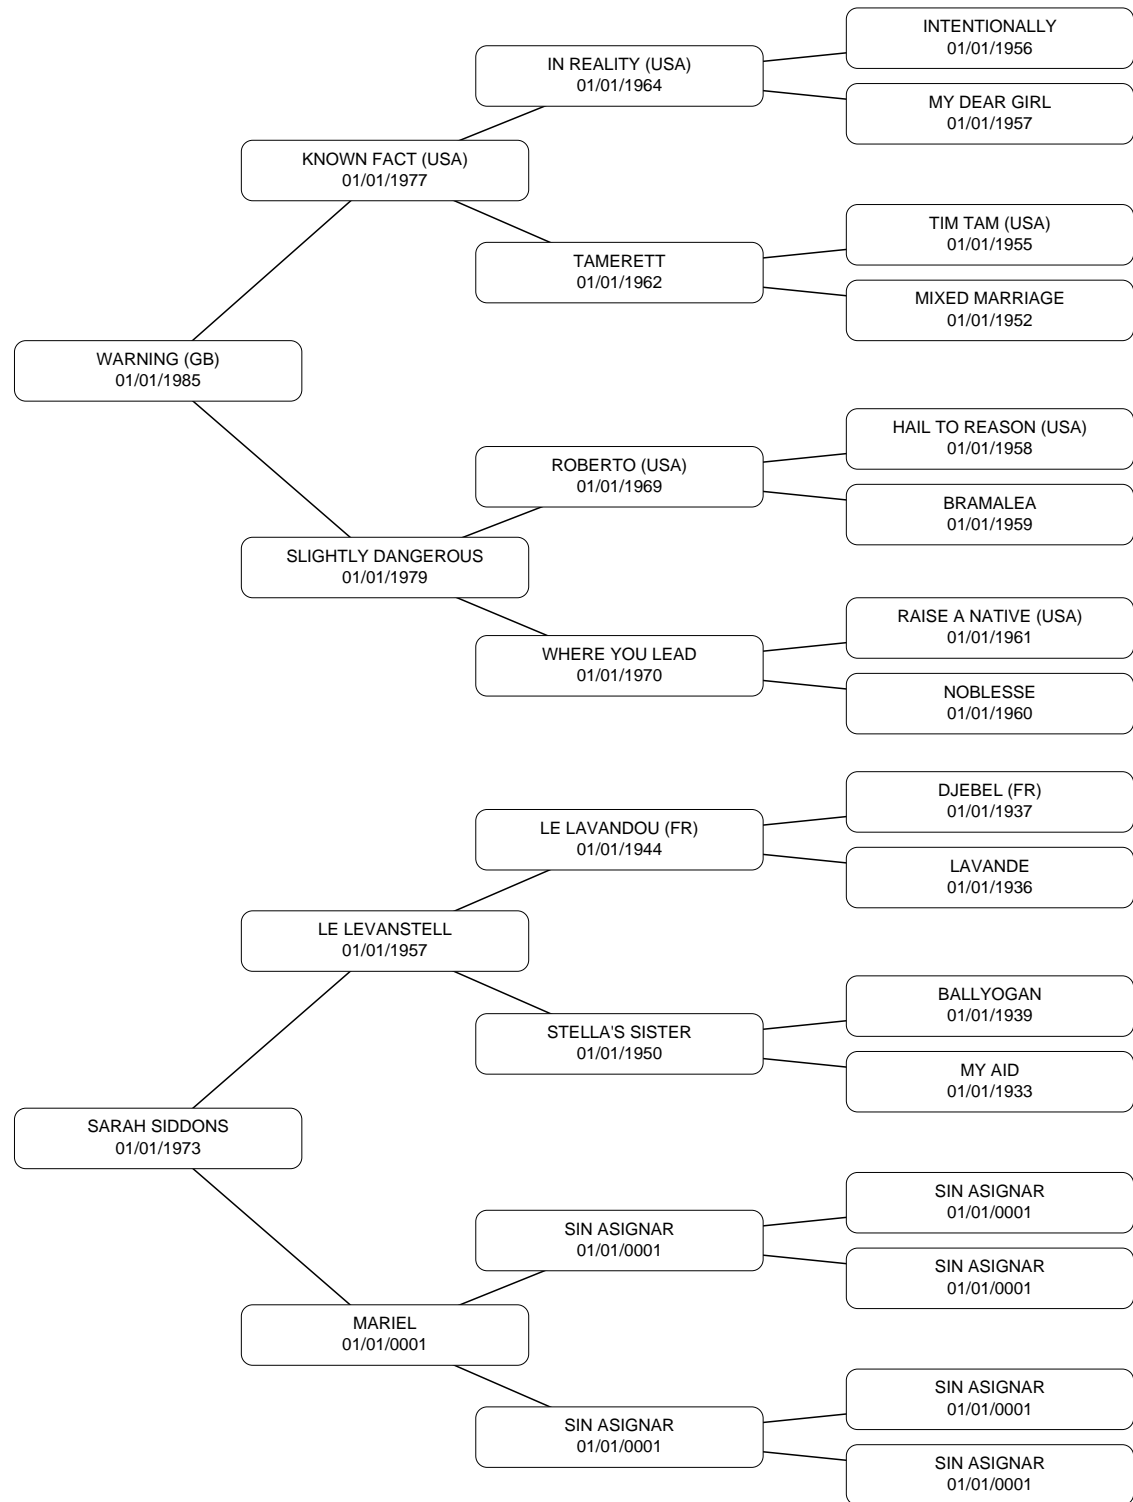 INTENTIONALLY
01/01/1956
IN REALITY (USA)
01/01/1964
MY DEAR GIRL
01/01/1957
KNOWN FACT (USA)
01/01/1977
TIM TAM (USA)
01/01/1955
TAMERETT
01/01/1962
MIXED MARRIAGE
01/01/1952
WARNING (GB)
01/01/1985
HAIL TO REASON (USA)
01/01/1958
ROBERTO (USA)
01/01/1969
BRAMALEA
01/01/1959
SLIGHTLY DANGEROUS
01/01/1979
RAISE A NATIVE (USA)
01/01/1961
WHERE YOU LEAD
01/01/1970
NOBLESSE
01/01/1960
DJEBEL (FR)
01/01/1937
LE LAVANDOU (FR)
01/01/1944
LAVANDE
01/01/1936
LE LEVANSTELL
01/01/1957
BALLYOGAN
01/01/1939
STELLA'S SISTER
01/01/1950
MY AID
01/01/1933
SARAH SIDDONS
01/01/1973
SIN ASIGNAR
01/01/0001
SIN ASIGNAR
01/01/0001
SIN ASIGNAR
01/01/0001
MARIEL
01/01/0001
SIN ASIGNAR
01/01/0001
SIN ASIGNAR
01/01/0001
SIN ASIGNAR
01/01/0001